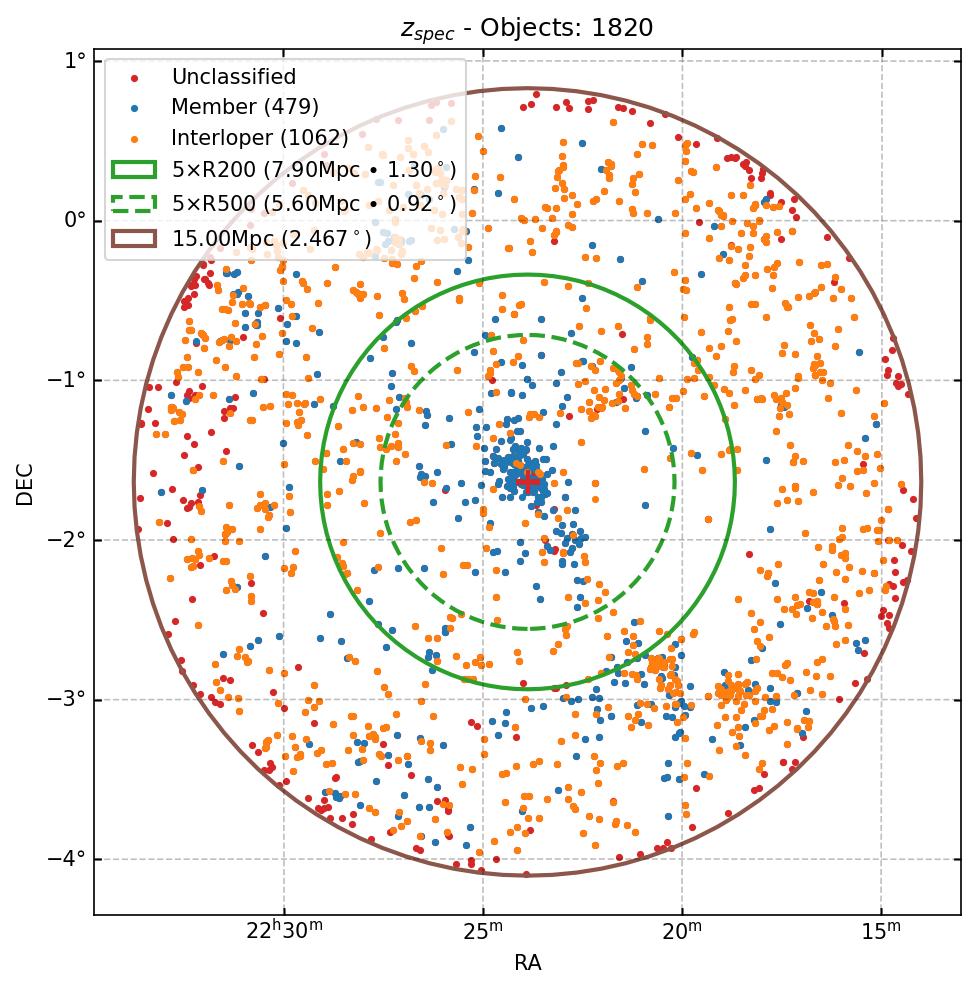 z_spec - Objects: 1820
Unclassified
Member (479)
Interloper (1062)
5×R200 (7.90Mpc • 1.30°)
5×R500 (5.60Mpc • 0.92°)
15.00Mpc (2.467°)
1°
0°
−1°
−2°
−3°
−4°
DEC
22ʰ30ᵐ 25ᵐ 20ᵐ 15ᵐ
RA